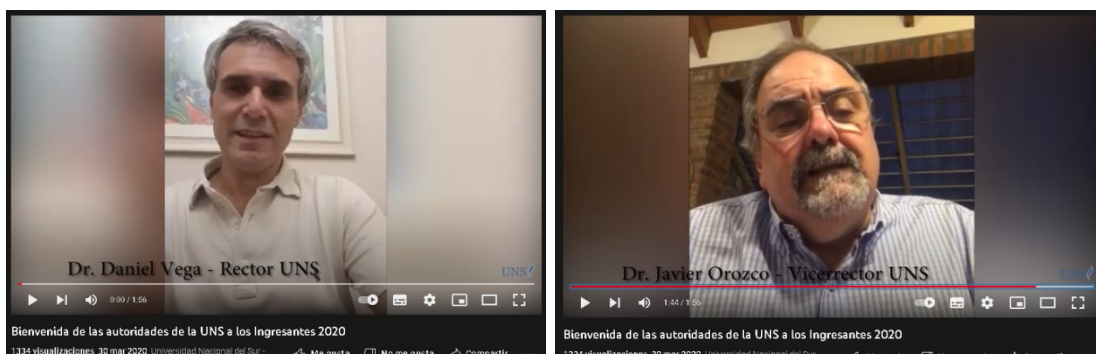 Dr. Daniel Vega - Rector UNS
UNS
0:00 / 1:56
Bienvenida de las autoridades de la UNS a los Ingresantes 2020
1334 visualizaciones 30 mar 2020 Universidad Nacional del Sur -
Me gusta No me gusta Compartir
Dr. Javier Orozco - Vicerrector UNS
UNS
1:44 / 1:56
Bienvenida de las autoridades de la UNS a los Ingresantes 2020
1334 visualizaciones 30 mar 2020 Universidad Nacional del Sur